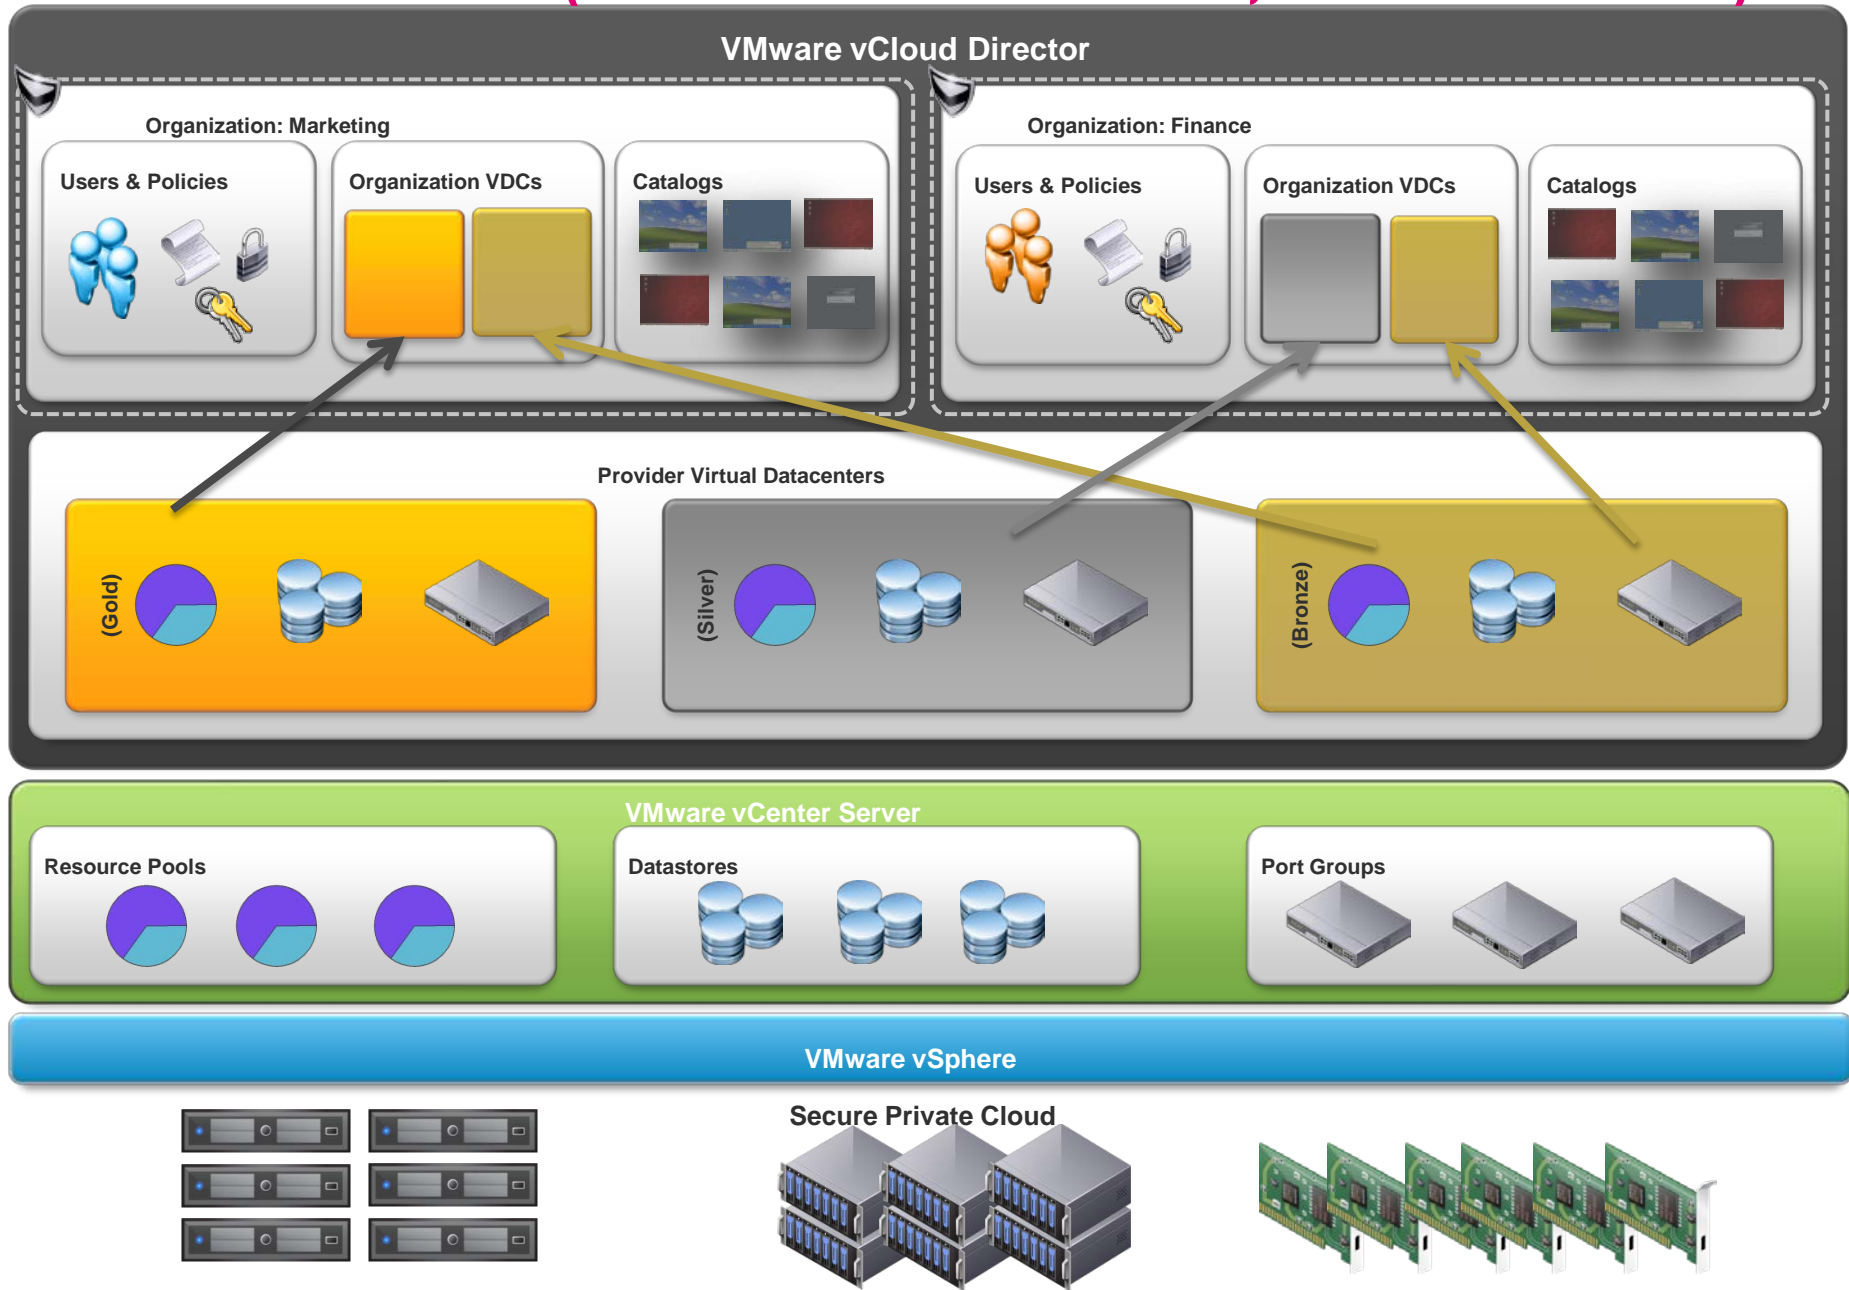 VMware vCloud Director
Organization: Marketing
Users & Policies
Organization VDCs
Catalogs
Organization: Finance
Users & Policies
Organization VDCs
Catalogs
Provider Virtual Datacenters
(Gold)
(Silver)
(Bronze)
VMware vCenter Server
Resource Pools
Datastores
Port Groups
VMware vSphere
Secure Private Cloud